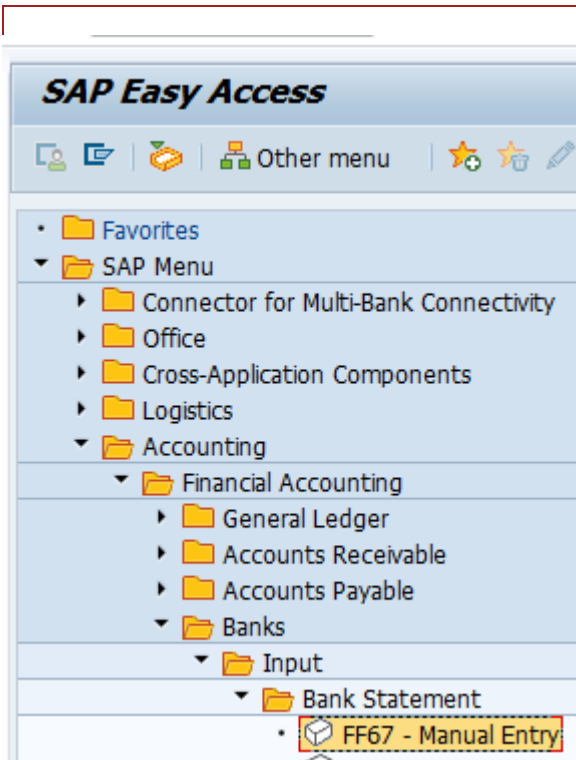 SAP Easy Access
Other menu
Favorites
SAP Menu
Connector for Multi-Bank Connectivity
Office
Cross-Application Components
Logistics
Accounting
Financial Accounting
General Ledger
Accounts Receivable
Accounts Payable
Banks
Input
Bank Statement
FF67 - Manual Entry